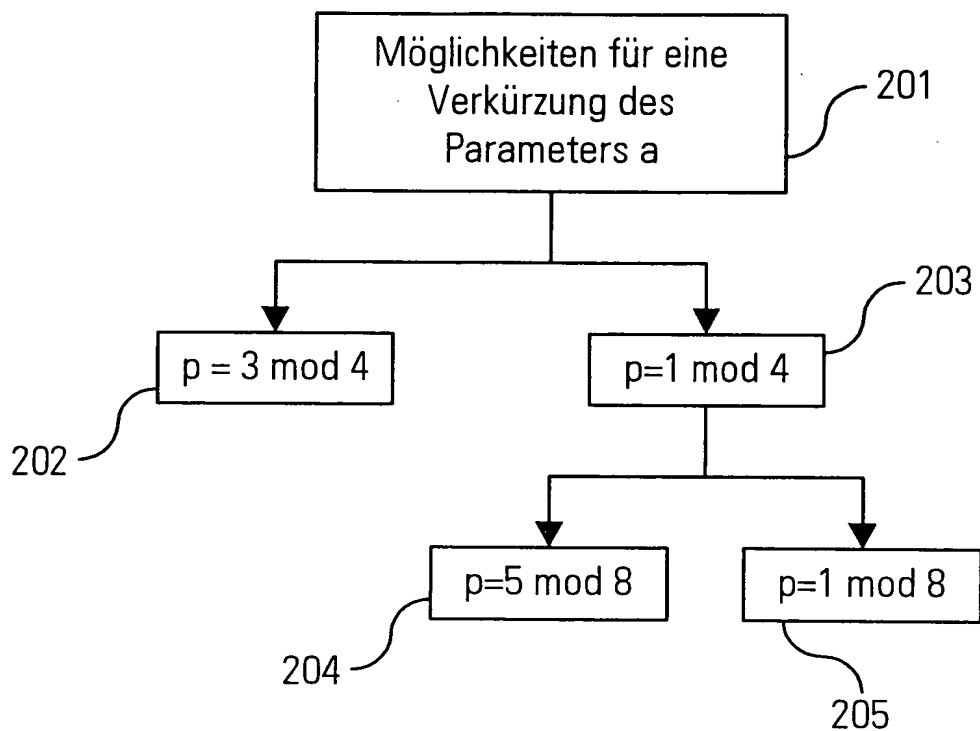 Möglichkeiten für eine
Verkürzung des
Parameters a
201
203
p = 3 mod 4
p=1 mod 4
202
p=5 mod 8
p=1 mod 8
204
205